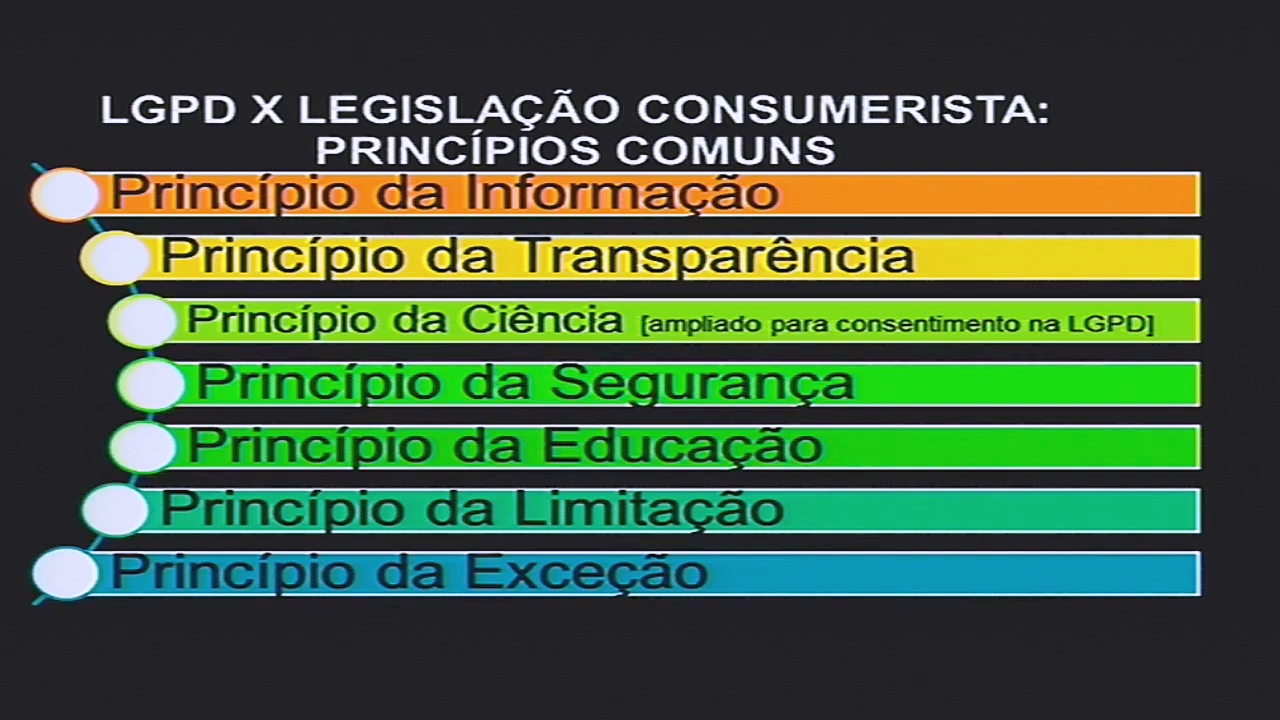 LGPD X LEGISLAÇÃO CONSUMERISTA:
PRINCÍPIOS COMUNS
Princípio da Informação
Princípio da Transparência
Princípio da Ciência [ampliado para consentimento na LGPD]
Princípio da Segurança
Princípio da Educação
Princípio da Limitação
Princípio da Exceção